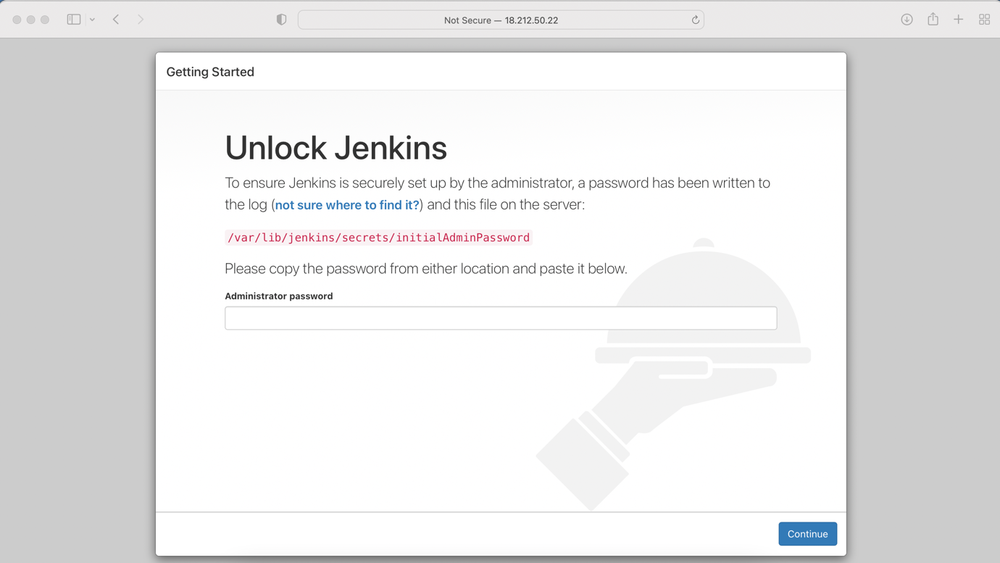 Not Secure — 18.212.50.22
Getting Started
Unlock Jenkins
To ensure Jenkins is securely set up by the administrator, a password has been written to
the log (not sure where to find it?) and this file on the server:
/var/lib/jenkins/secrets/initialAdminPassword
Please copy the password from either location and paste it below.
Administrator password
Continue